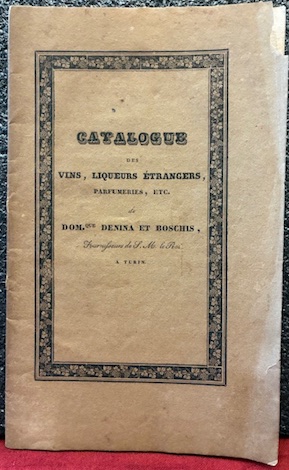 CATALOGUE
DES
VINS, LIQUEURS ÉTRANGERS,
PARFUMERIES, ETC.
de
DOM.QUE DENINA ET BOSCHIS,
Fournisseurs de S. M. le Roi
A TURIN.